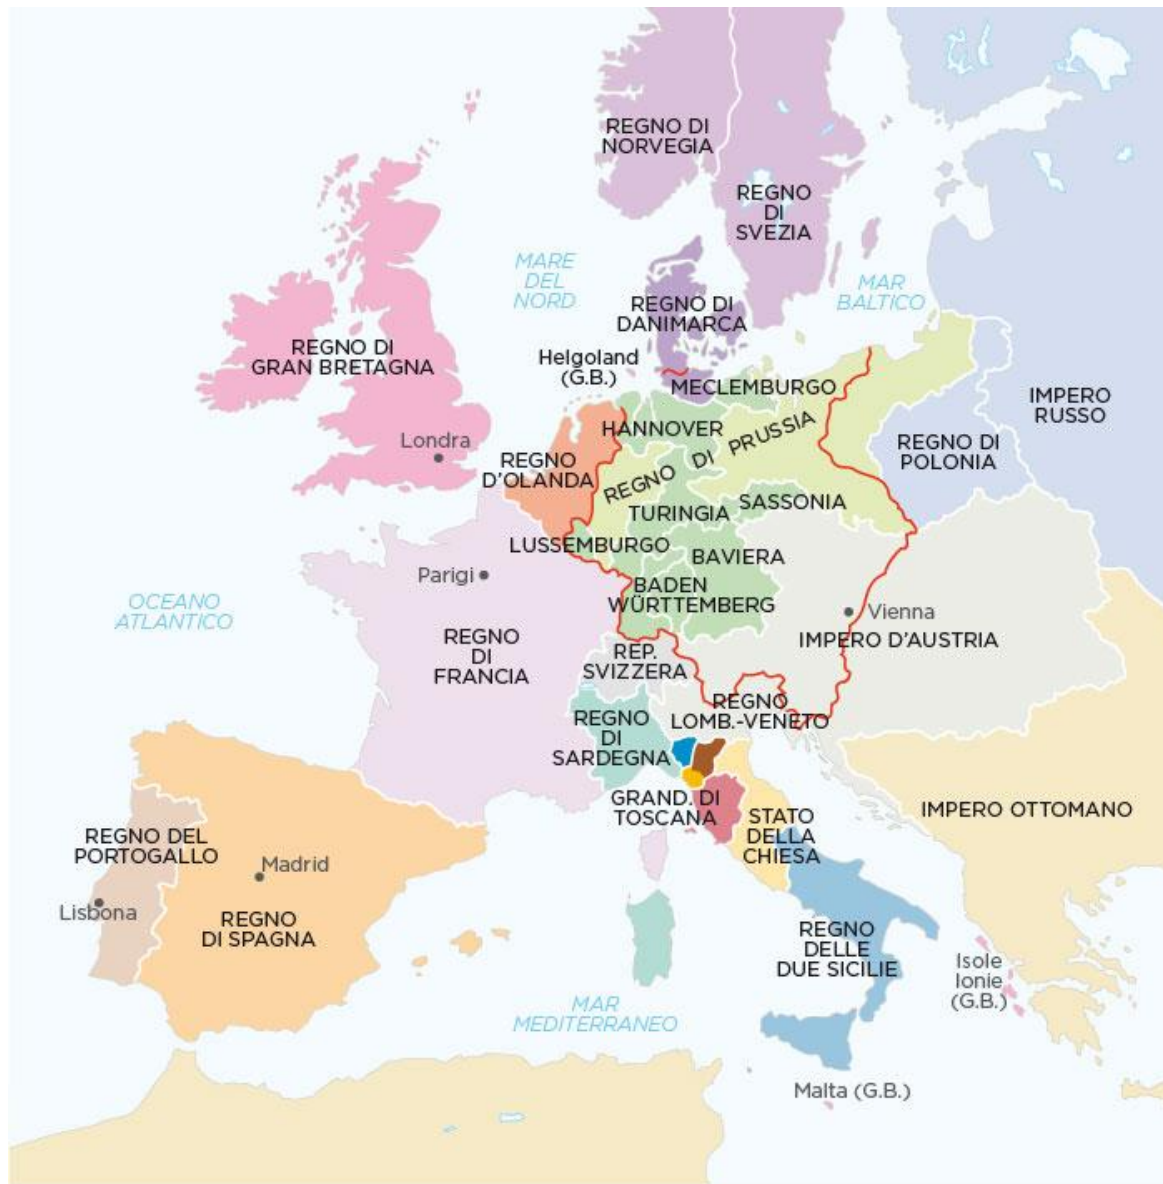 REGNO DI
NORVEGIA
REGNO
DI
SVEZIA
MARE
DEL
NORD
MAR
BALTICO
REGNO DI
DANIMARCA
REGNO DI
GRAN BRETAGNA
Helgoland
(G.B.)
MECLEMBURGO
IMPERO
RUSSO
HANNOVER
REGNO DI PRUSSIA
Londra
REGNO DI
POLONIA
REGNO
D'OLANDA
SASSONIA
TURINGIA
LUSSEMBURGO
BAVIERA
Parigi
BADEN
WÜRTTEMBERG
OCEANO
ATLANTICO
Vienna
IMPERO D'AUSTRIA
REGNO
DI
FRANCIA
REP.
SVIZZERA
REGNO
LOMB.-VENETO
REGNO
DI
SARDEGNA
GRAND. DI
TOSCANA
STATO
DELLA
CHIESA
IMPERO OTTOMANO
REGNO DEL
PORTOGALLO
Madrid
Lisbona
REGNO
DI SPAGNA
REGNO
DELLE
DUE SICILIE
Isole
Ionie
(G.B.)
MAR
MEDITERRANEO
Malta (G.B.)